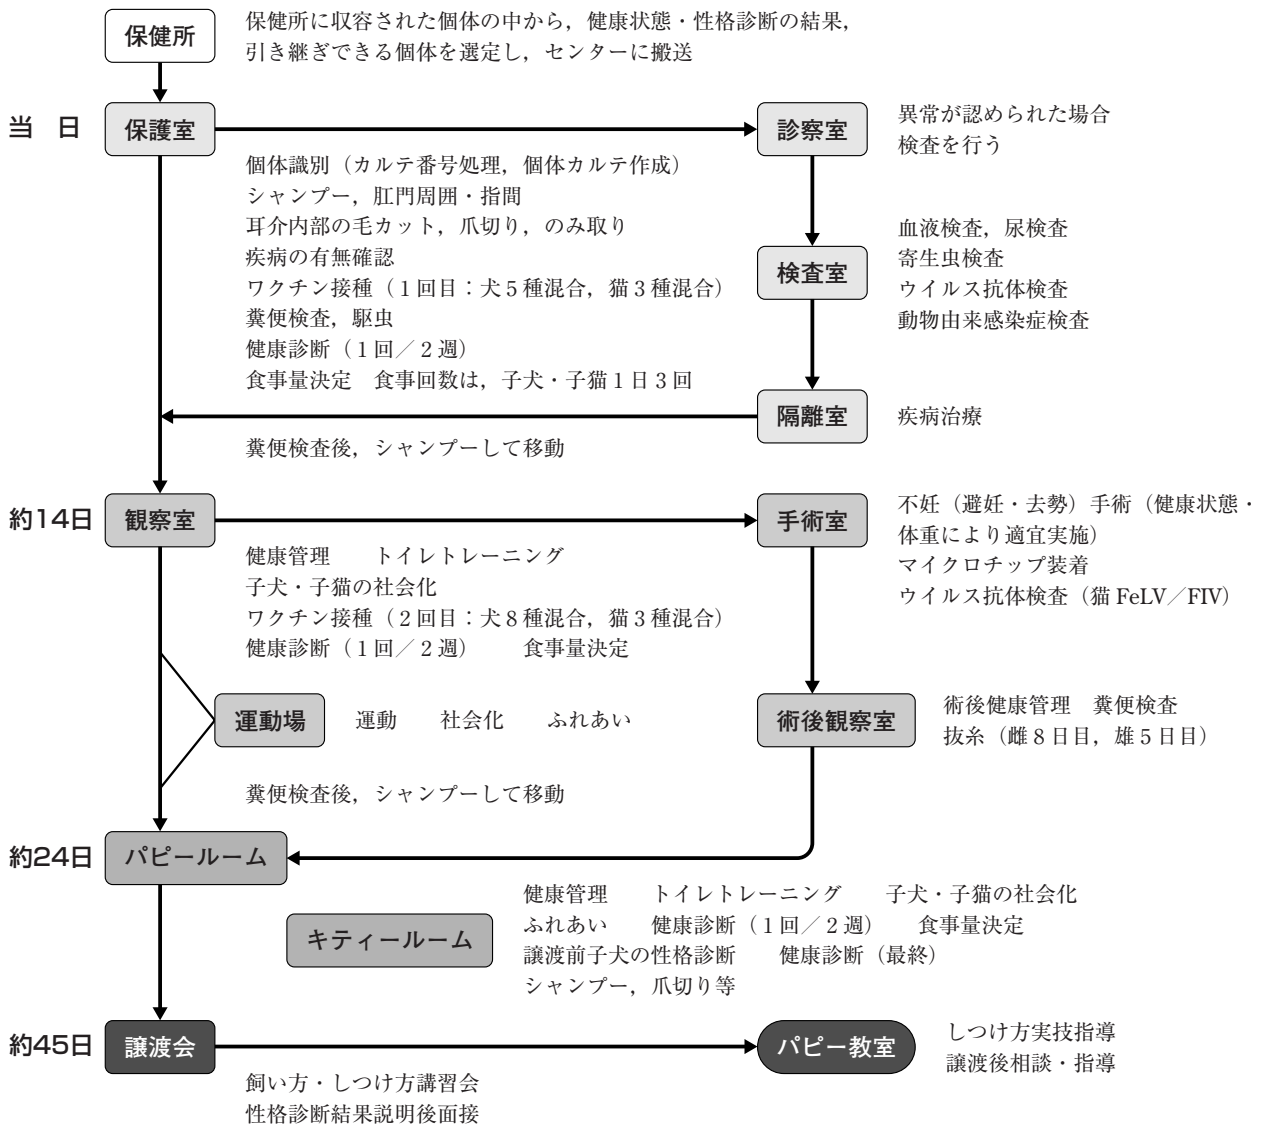 保健所
保健所に収容された個体の中から，健康状態・性格診断の結果，
引き継ぎできる個体を選定し，センターに搬送
当　日
保護室
診察室
異常が認められた場合
検査を行う
個体識別（カルテ番号処理，個体カルテ作成）
シャンプー，肛門周囲・指間
耳介内部の毛カット，爪切り，のみ取り
疾病の有無確認
ワクチン接種（１回目：犬５種混合，猫３種混合）
糞便検査，駆虫
健康診断（１回／２週）
食事量決定　食事回数は，子犬・子猫１日３回
検査室
血液検査，尿検査
寄生虫検査
ウイルス抗体検査
動物由来感染症検査
隔離室
疾病治療
糞便検査後，シャンプーして移動
約14日
観察室
手術室
不妊（避妊・去勢）手術（健康状態・
体重により適宜実施）
マイクロチップ装着
ウイルス抗体検査（猫 FeLV／FIV）
健康管理　　トイレトレーニング
子犬・子猫の社会化
ワクチン接種（２回目：犬８種混合，猫３種混合）
健康診断（１回／２週）　　食事量決定
運動場
運動　　社会化　　ふれあい
術後観察室
術後健康管理　糞便検査
抜糸（雌８日目，雄５日目）
糞便検査後，シャンプーして移動
約24日
パピールーム
キティールーム
健康管理　　トイレトレーニング　　子犬・子猫の社会化
ふれあい　　健康診断（１回／２週）　　食事量決定
譲渡前子犬の性格診断　　健康診断（最終）
シャンプー，爪切り等
約45日
譲渡会
パピー教室
しつけ方実技指導
譲渡後相談・指導
飼い方・しつけ方講習会
性格診断結果説明後面接